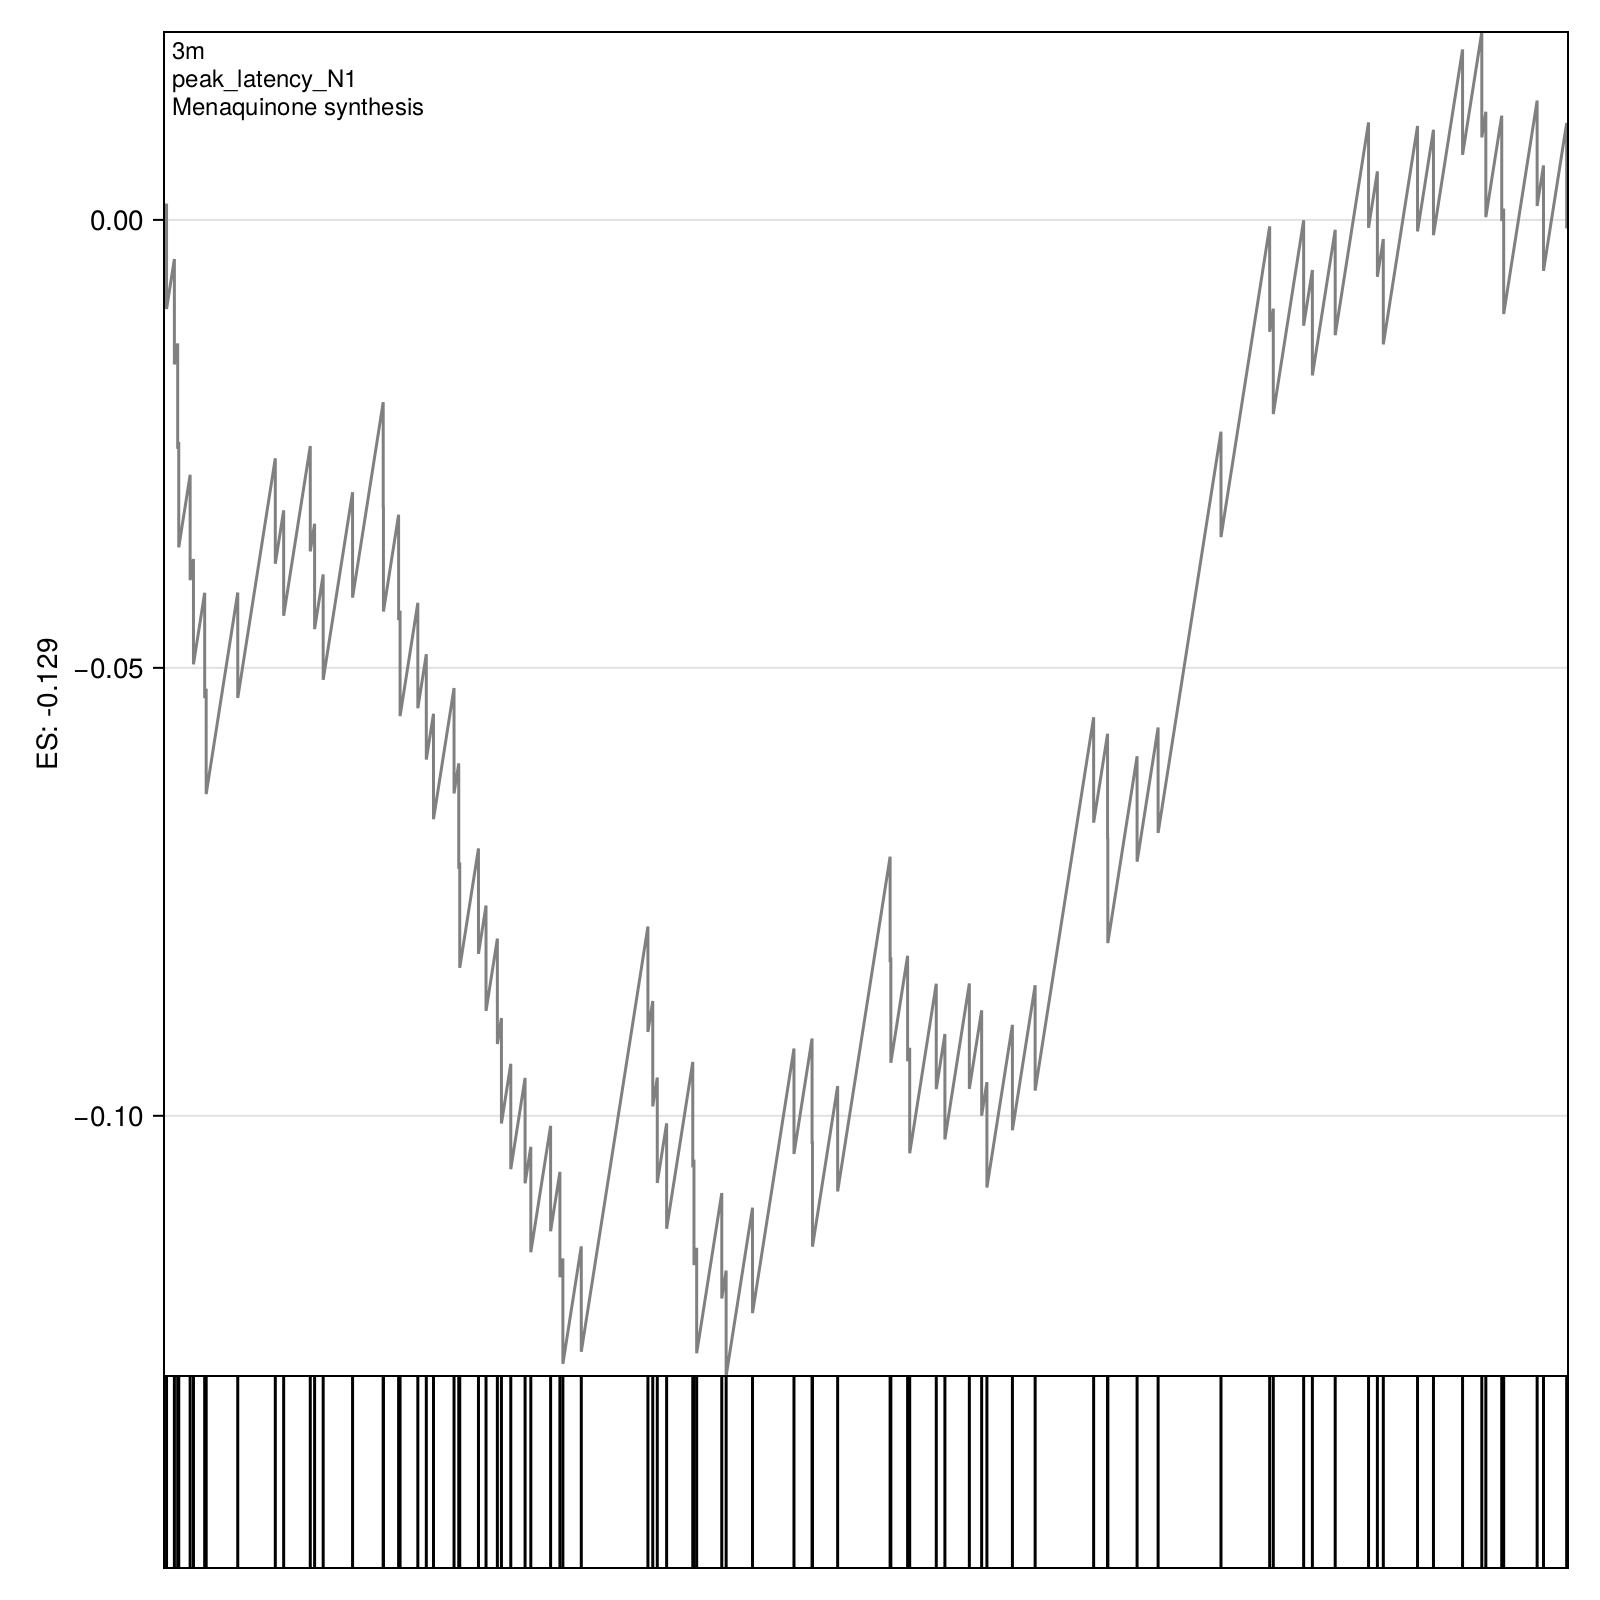 3m
peak_latency_N1
Menaquinone synthesis
0.00
−0.05
−0.10
ES: -0.129